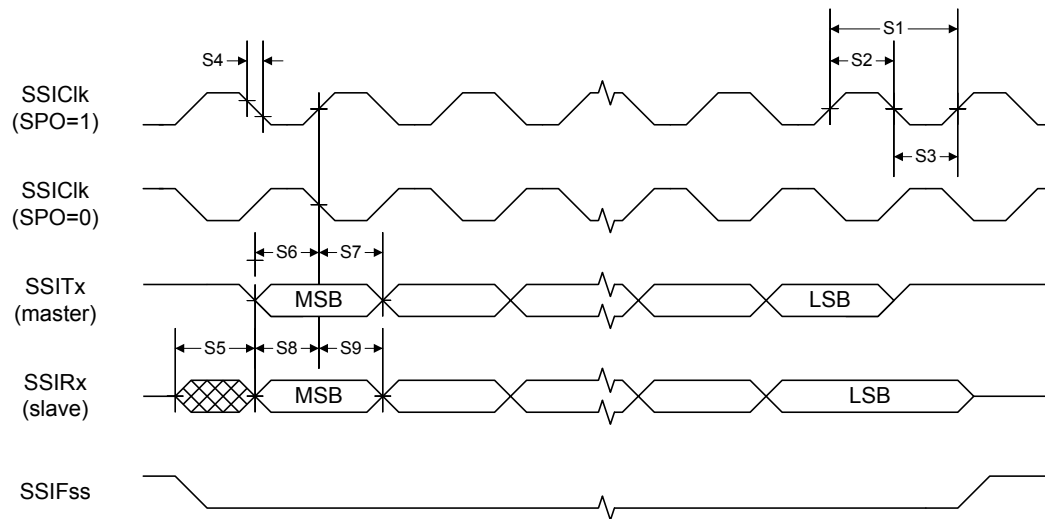 S1
S4
S2
SSIClk
(SPO=1)
S3
SSIClk
(SPO=0)
S6
S7
SSITx
(master)
MSB
LSB
S5
S8
S9
SSIRx
(slave)
MSB
LSB
SSIFss